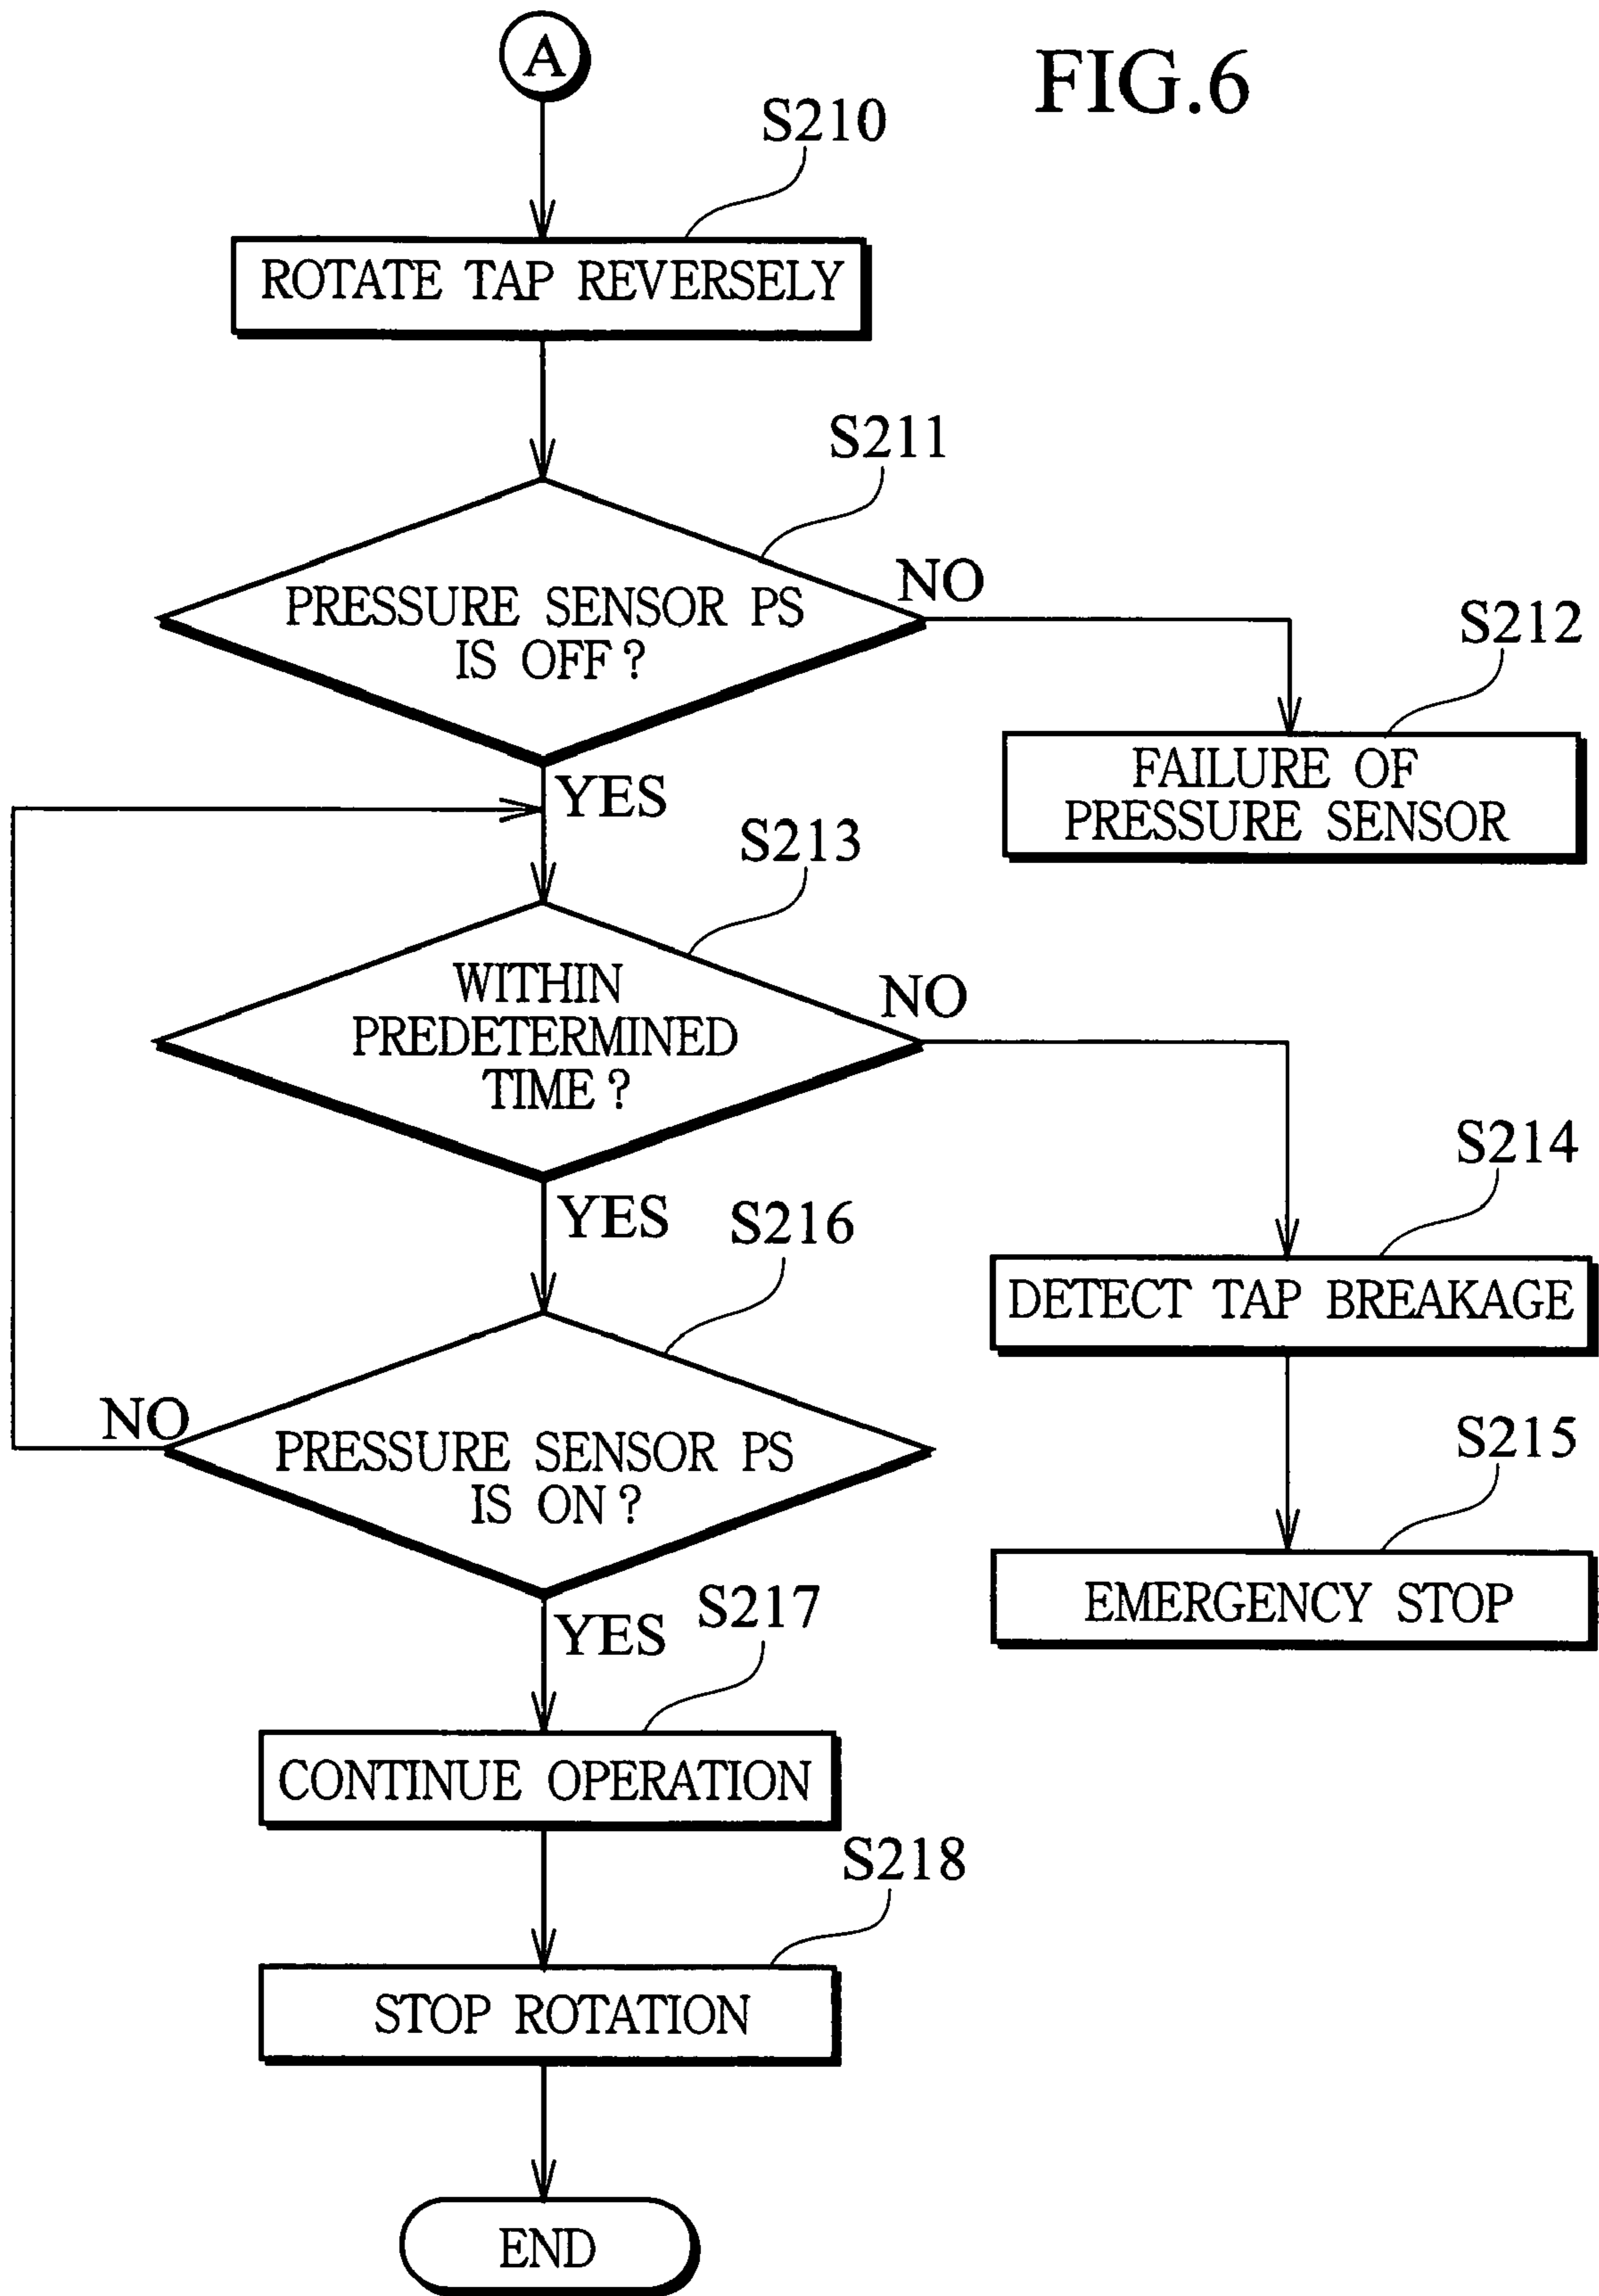 A
FIG.6
S210
ROTATE TAP REVERSELY
S211
PRESSURE SENSOR PS
IS OFF?
NO
S212
FAILURE OF
PRESSURE SENSOR
YES
S213
WITHIN
PREDETERMINED
TIME?
NO
S214
DETECT TAP BREAKAGE
S215
EMERGENCY STOP
YES
S216
PRESSURE SENSOR PS
IS ON?
NO
YES
S217
CONTINUE OPERATION
S218
STOP ROTATION
END